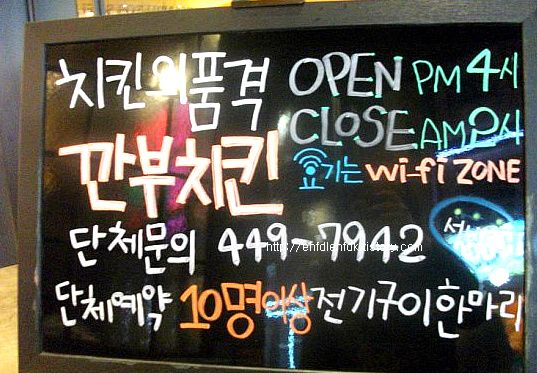 치킨의품격 OPEN PM 4시
CLOSE AM 2시
깐부치킨 요기는 Wi-fi ZONE
단체문의 449-7942
단체예약 10명이상 전기구이한마리